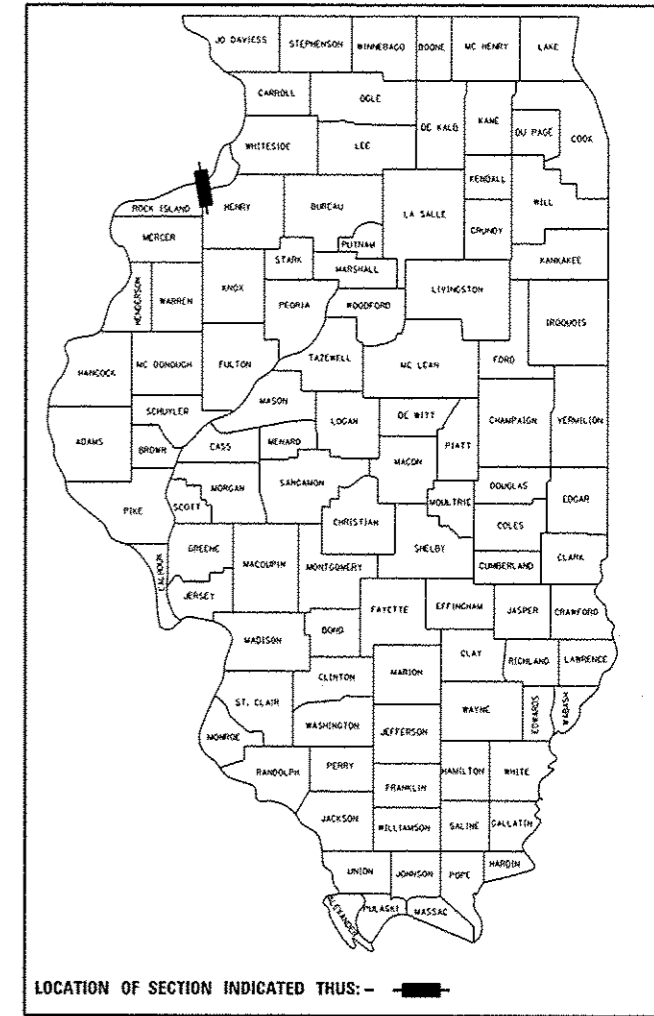 JO DAVIESS STEPHENSON WINNEBAGO BOONE MC HENRY LAKE
CARROLL OGLE DE KALB KANE DU PAGE COOK
WHITESIDE LEE
ROCK ISLAND HENRY BUREAU LA SALLE KENDALL WILL
MERCER STARK PUTNAM GRUNDY KANKAKEE
HENDERSON WARREN KNOX MARSHALL LIVINGSTON
PEORIA WOODFORD IROQUOIS
HANCOCK MC DONOUGH FULTON TAZEWELL MC LEAN FORD
SCHUYLER MASON LOGAN DE WITT CHAMPAIGN VERMILION
ADAMS BROWN CASS MENARD MACON PIATT
PIKE SCOTT MORGAN SANGAMON CHRISTIAN MOULTRIE DOUGLAS EDGAR
COLES
CALHOUN GREENE MACOUPIN MONTGOMERY SHELBY CUMBERLAND CLARK
JERSEY FAYETTE EFFINGHAM JASPER CRAWFORD
MADISON BOND CLAY RICHLAND LAWRENCE
ST. CLAIR CLINTON MARION WAYNE EDWARDS WABASH
MONROE WASHINGTON JEFFERSON
RANDOLPH PERRY FRANKLIN HAMILTON WHITE
JACKSON WILLIAMSON SALINE GALLATIN
UNION JOHNSON POPE HARDIN
ALEXANDER PULASKI MASSAC
LOCATION OF SECTION INDICATED THUS: -